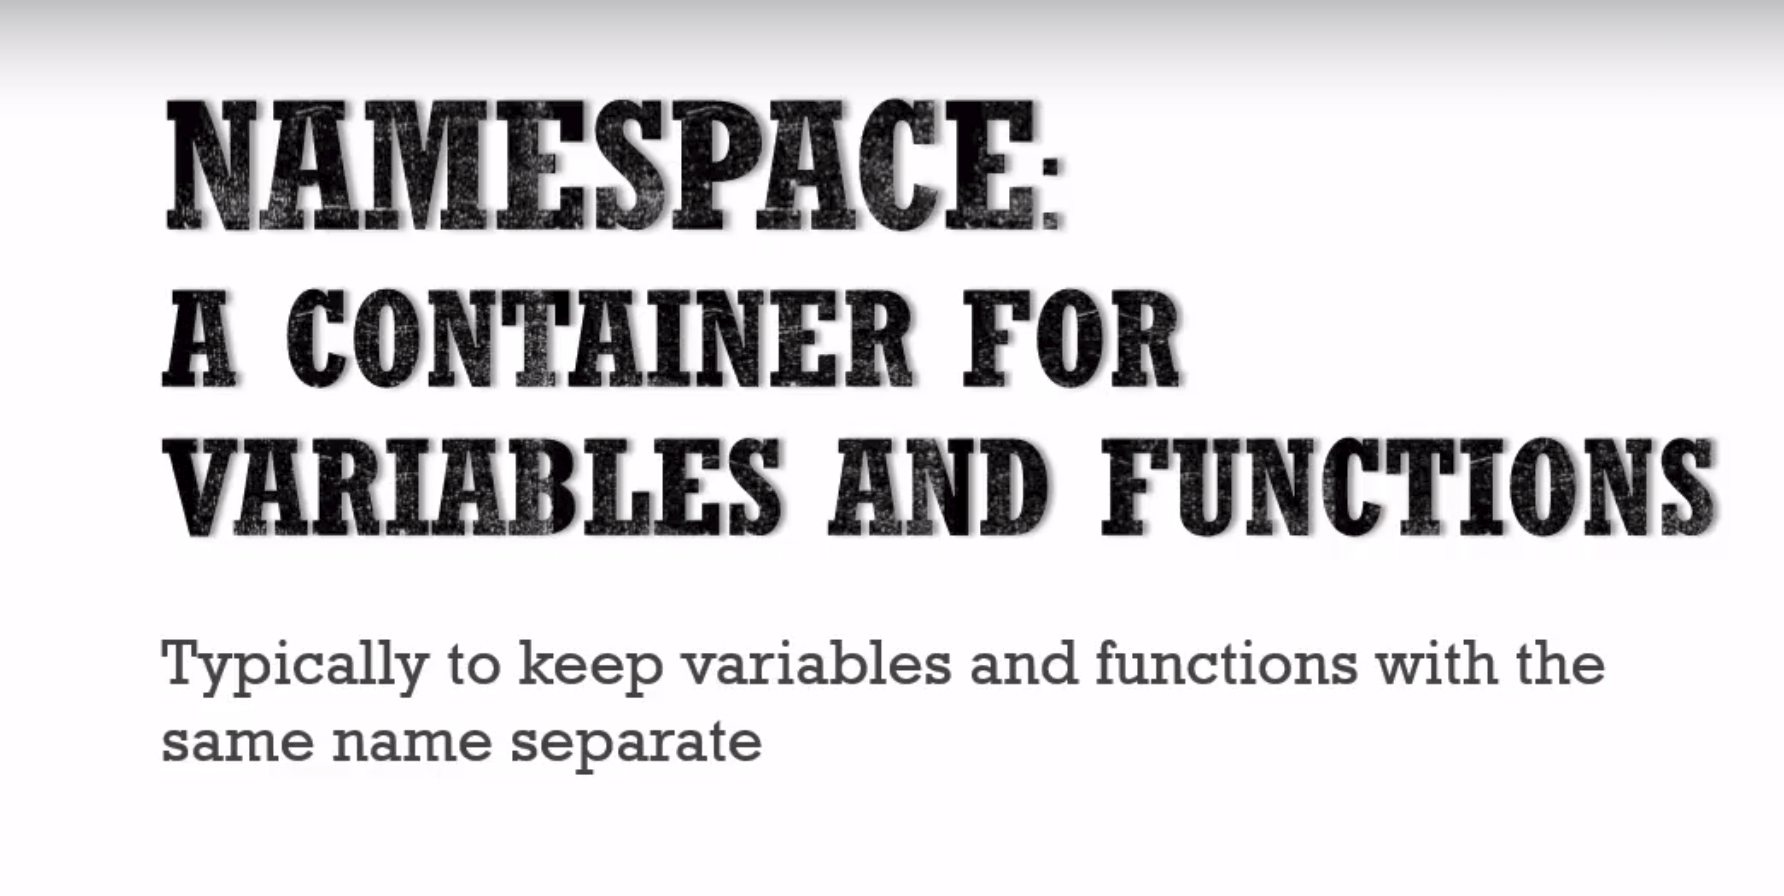 NAMESPACE:
A CONTAINER FOR
VARIABLES AND FUNCTIONS
Typically to keep variables and functions with the
same name separate